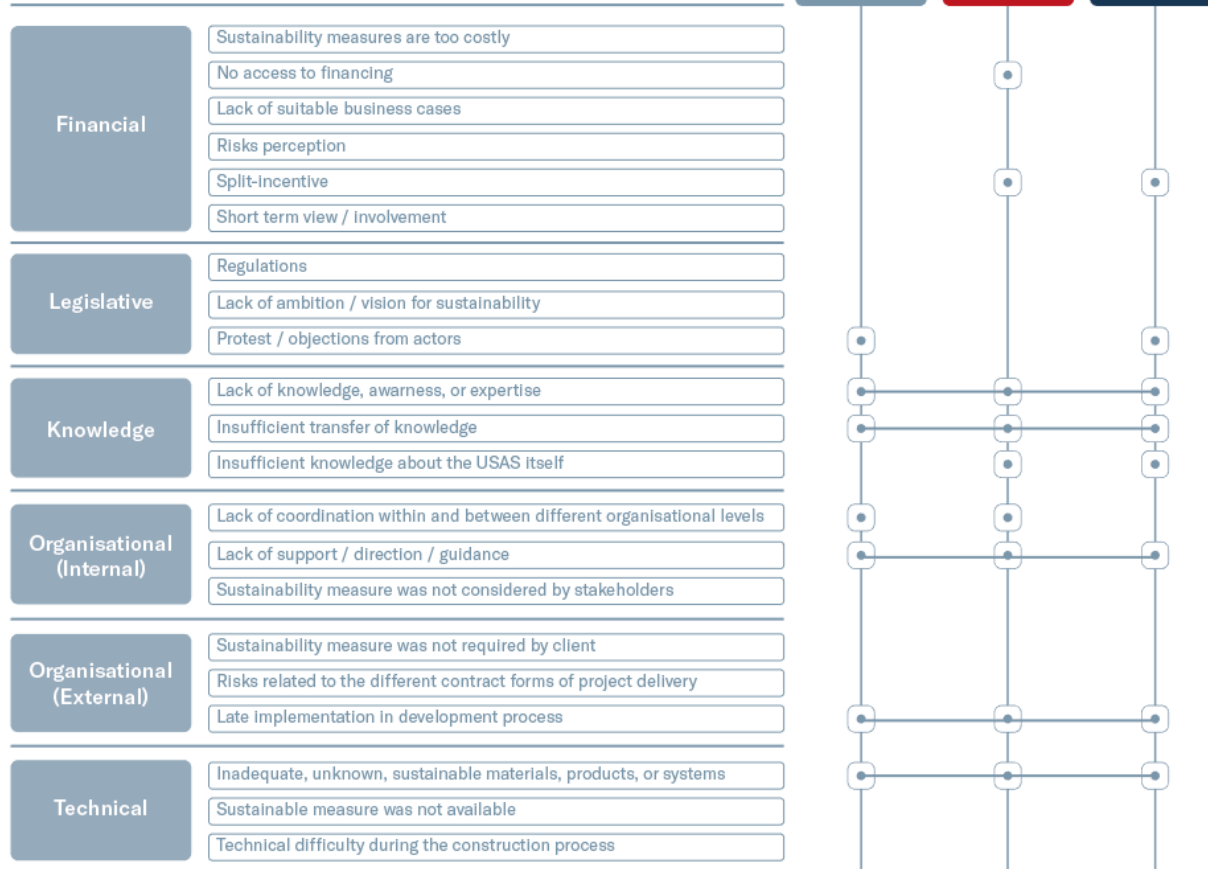 Financial
Sustainability measures are too costly
No access to financing
Lack of suitable business cases
Risks perception
Split-incentive
Short term view / involvement
Legislative
Regulations
Lack of ambition / vision for sustainability
Protest / objections from actors
Knowledge
Lack of knowledge, awarness, or expertise
Insufficient transfer of knowledge
Insufficient knowledge about the USAS itself
Organisational
(Internal)
Lack of coordination within and between different organisational levels
Lack of support / direction / guidance
Sustainability measure was not considered by stakeholders
Organisational
(External)
Sustainability measure was not required by client
Risks related to the different contract forms of project delivery
Late implementation in development process
Technical
Inadequate, unknown, sustainable materials, products, or systems
Sustainable measure was not available
Technical difficulty during the construction process